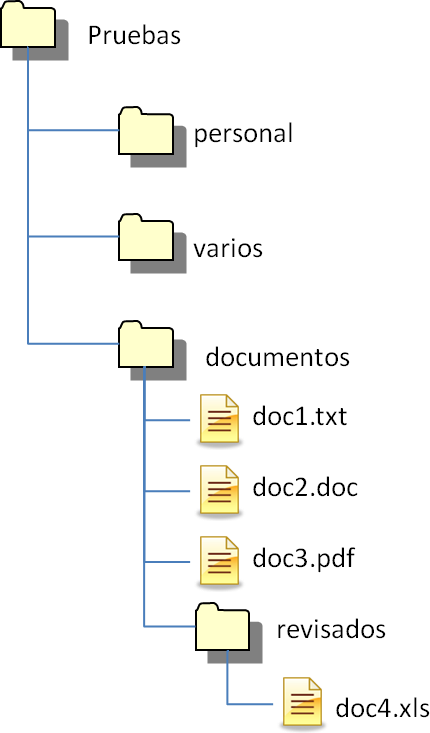 Pruebas
personal
varios
documentos
doc1.txt
doc2.doc
doc3.pdf
revisados
doc4.xls